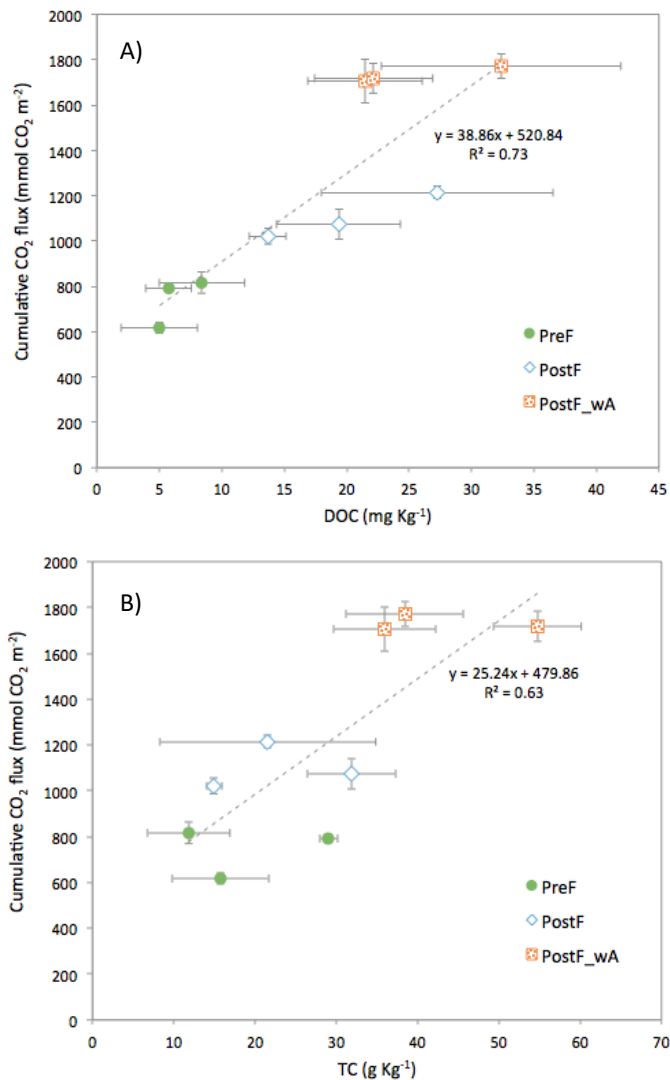 A)
Cumulative CO₂ flux (mmol CO₂ m⁻²)
2000
1800
1600
1400
1200
1000
800
600
400
200
0
y = 38.86x + 520.84
R² = 0.73
PreF
PostF
PostF_wA
0 5 10 15 20 25 30 35 40 45
DOC (mg Kg⁻¹)
B)
Cumulative CO₂ flux (mmol CO₂ m⁻²)
2000
1800
1600
1400
1200
1000
800
600
400
200
0
y = 25.24x + 479.86
R² = 0.63
PreF
PostF
PostF_wA
0 10 20 30 40 50 60 70
TC (g Kg⁻¹)